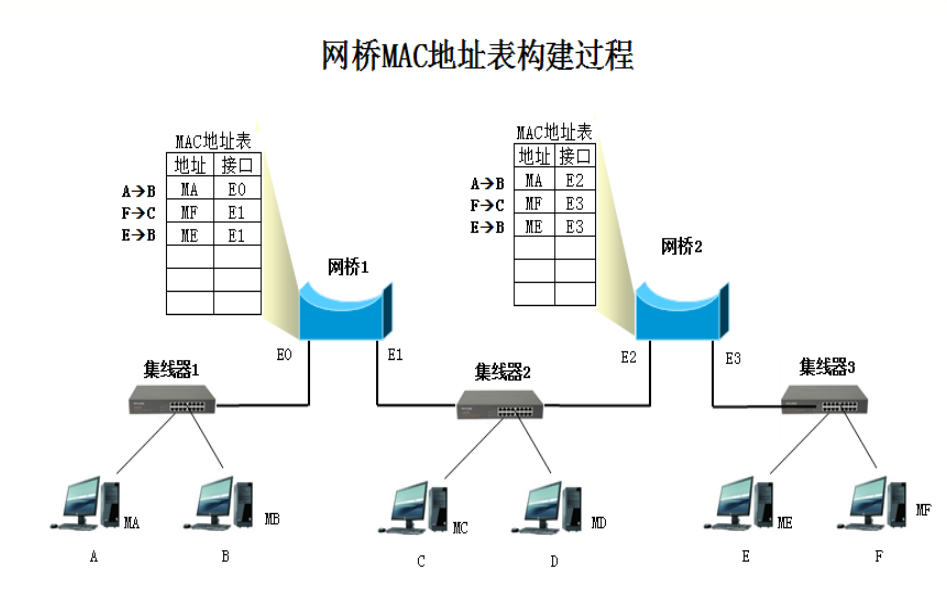 网桥MAC地址表构建过程
MAC地址表
地址 接口
A→B MA E0
F→C MF E1
E→B ME E1
MAC地址表
地址 接口
A→B MA E2
F→C MF E3
E→B ME E3
网桥1
网桥2
E0
E1
E2
E3
集线器1
集线器2
集线器3
MA
MB
MC
MD
ME
MF
A
B
C
D
E
F